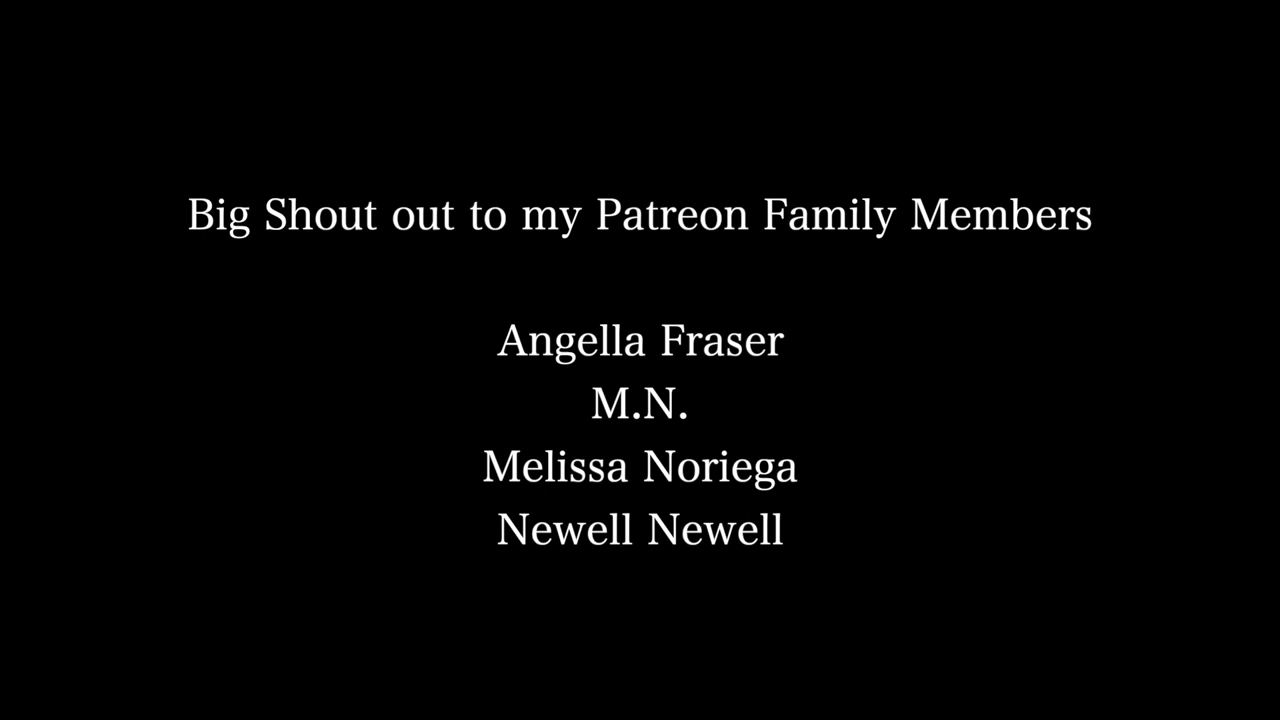 Big Shout out to my Patreon Family Members
Angella Fraser
M.N.
Melissa Noriega
Newell Newell